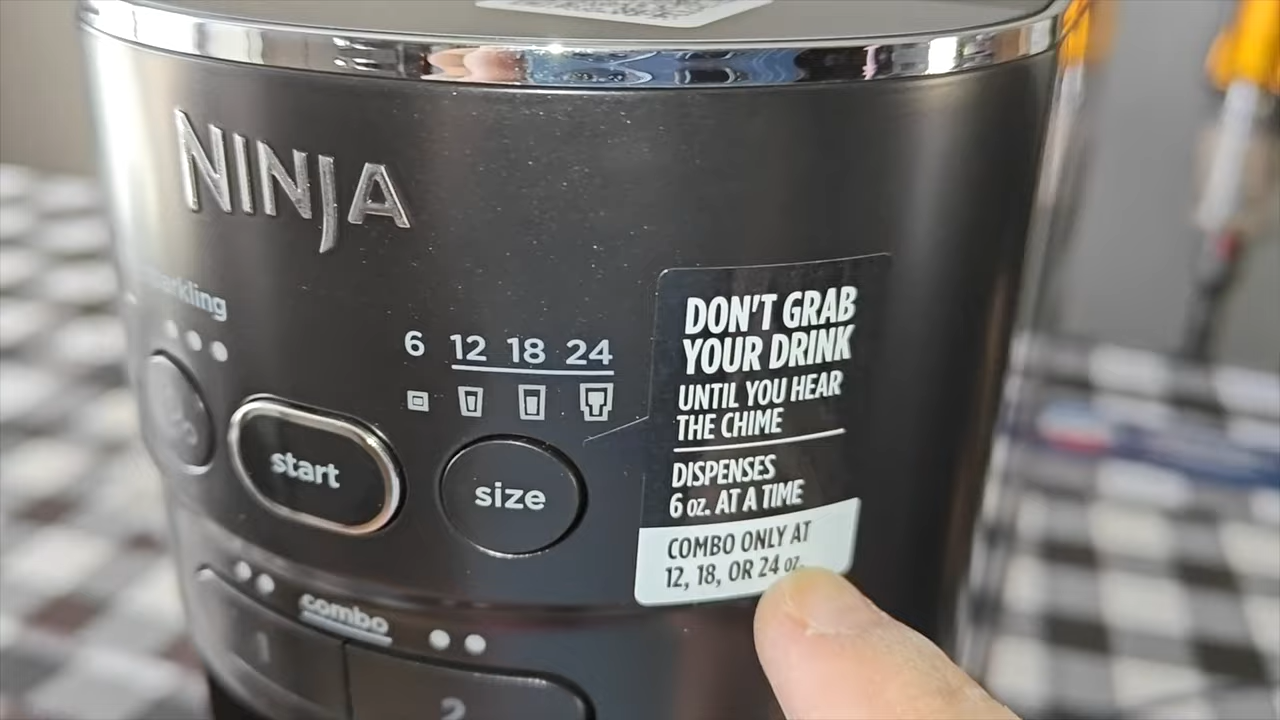 NINJA
sparkling
6 12 18 24
start
size
DON'T GRAB
YOUR DRINK
UNTIL YOU HEAR
THE CHIME
DISPENSES
6 oz. AT A TIME
COMBO ONLY AT
12, 18, OR 24 oz.
combo
1
2